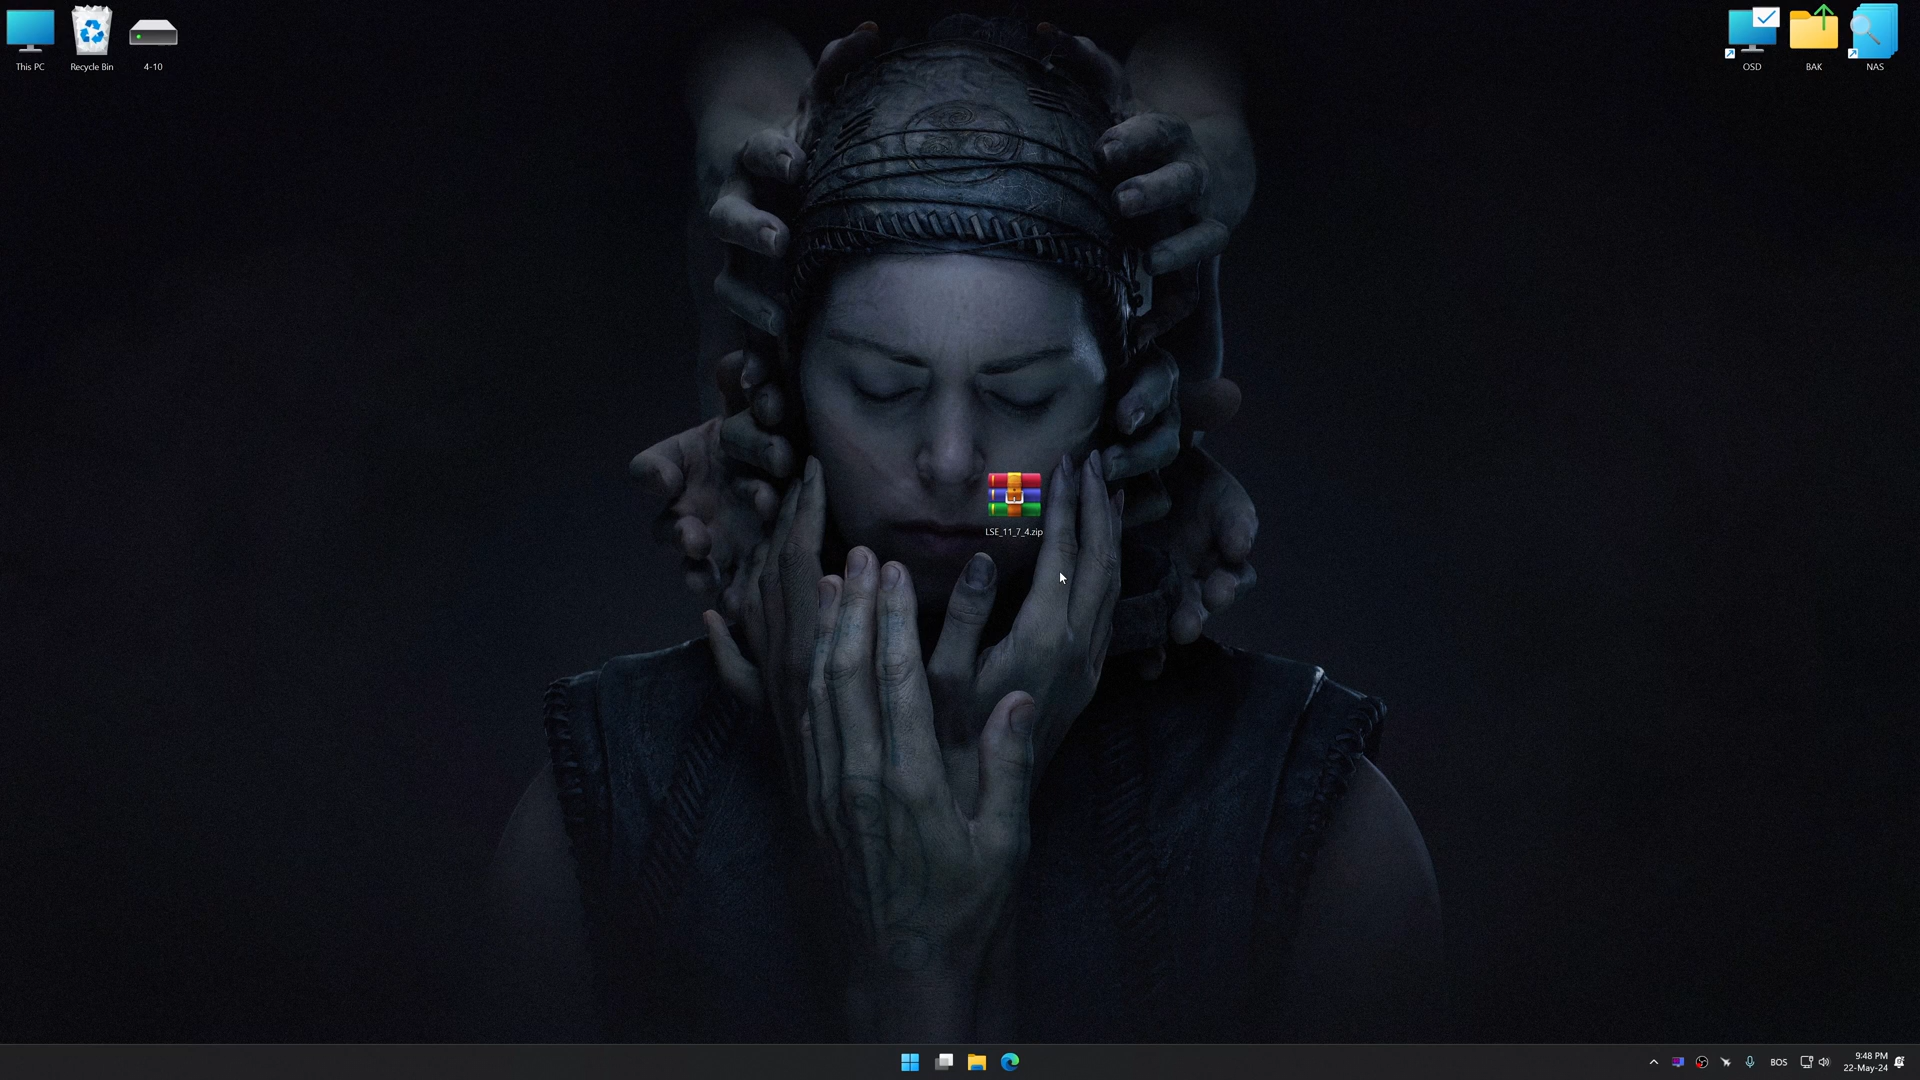 This PC
Recycle Bin
4-10
OSD
BAK
NAS
LSE_11_7_4.zip
BOS
9:48 PM
22-May-24